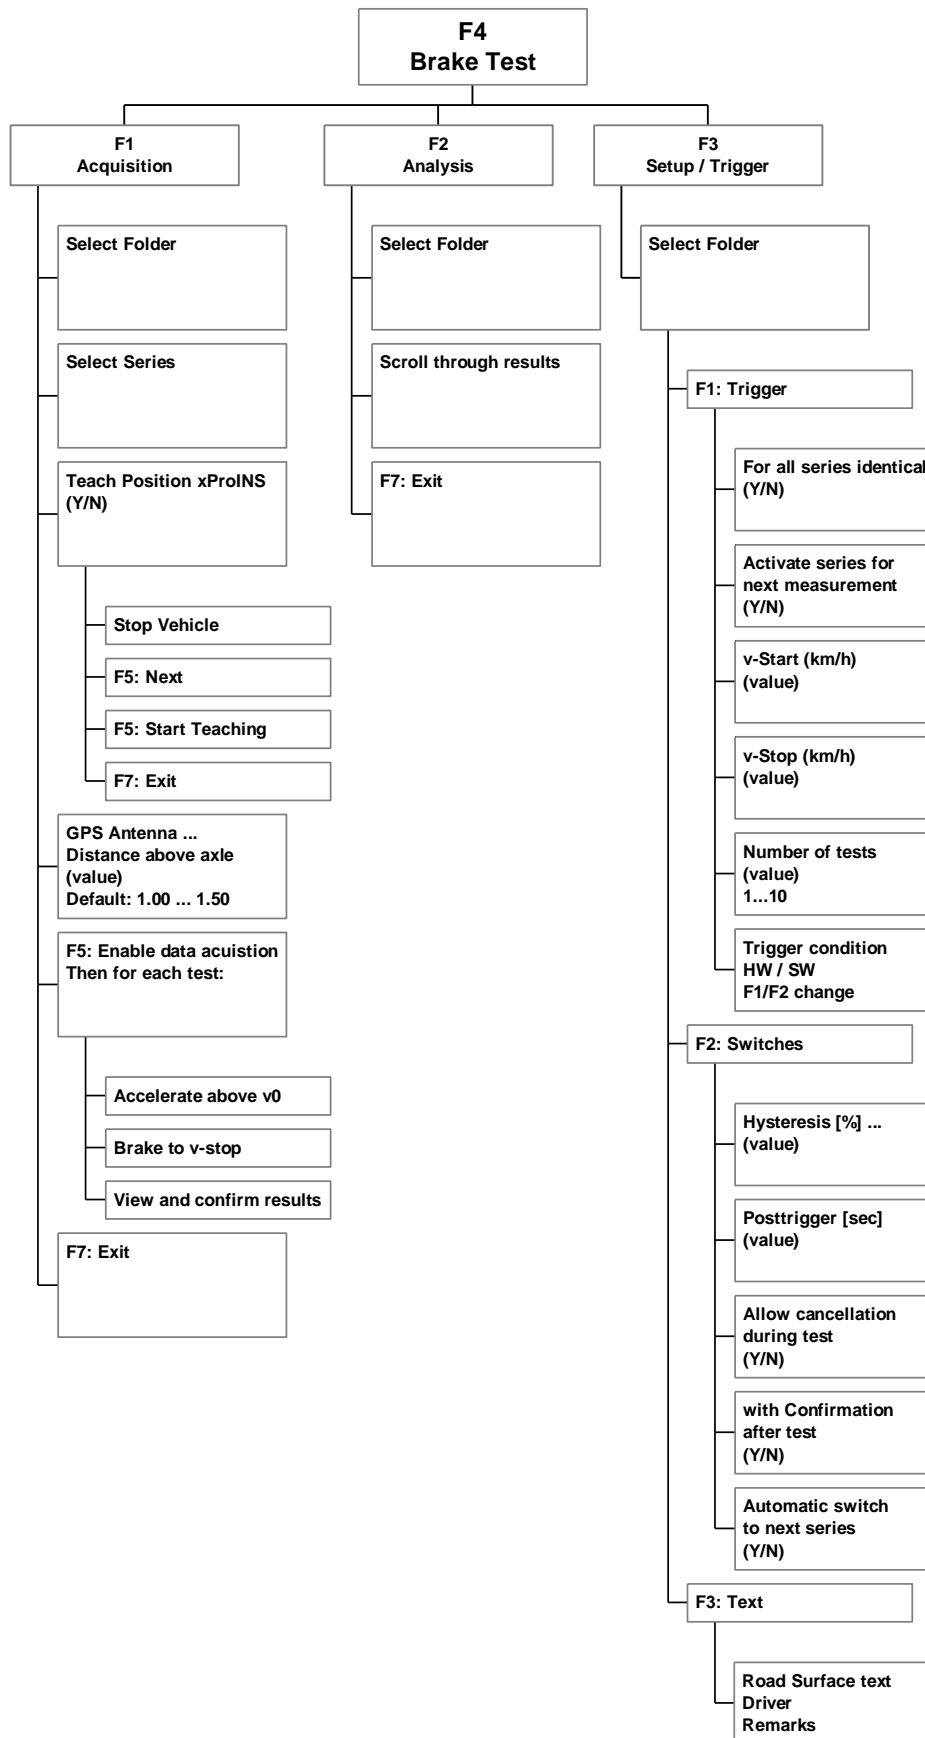 F4
Brake Test
F1
Acquisition
F2
Analysis
F3
Setup / Trigger
Select Folder
Select Series
Teach Position xProINS
(Y/N)
Stop Vehicle
F5: Next
F5: Start Teaching
F7: Exit
GPS Antenna ...
Distance above axle
(value)
Default: 1.00 ... 1.50
F5: Enable data acuistion
Then for each test:
Accelerate above v0
Brake to v-stop
View and confirm results
F7: Exit
Select Folder
Scroll through results
F7: Exit
Select Folder
F1: Trigger
For all series identical
(Y/N)
Activate series for
next measurement
(Y/N)
v-Start (km/h)
(value)
v-Stop (km/h)
(value)
Number of tests
(value)
1...10
Trigger condition
HW / SW
F1/F2 change
F2: Switches
Hysteresis [%] ...
(value)
Posttrigger [sec]
(value)
Allow cancellation
during test
(Y/N)
with Confirmation
after test
(Y/N)
Automatic switch
to next series
(Y/N)
F3: Text
Road Surface text
Driver
Remarks